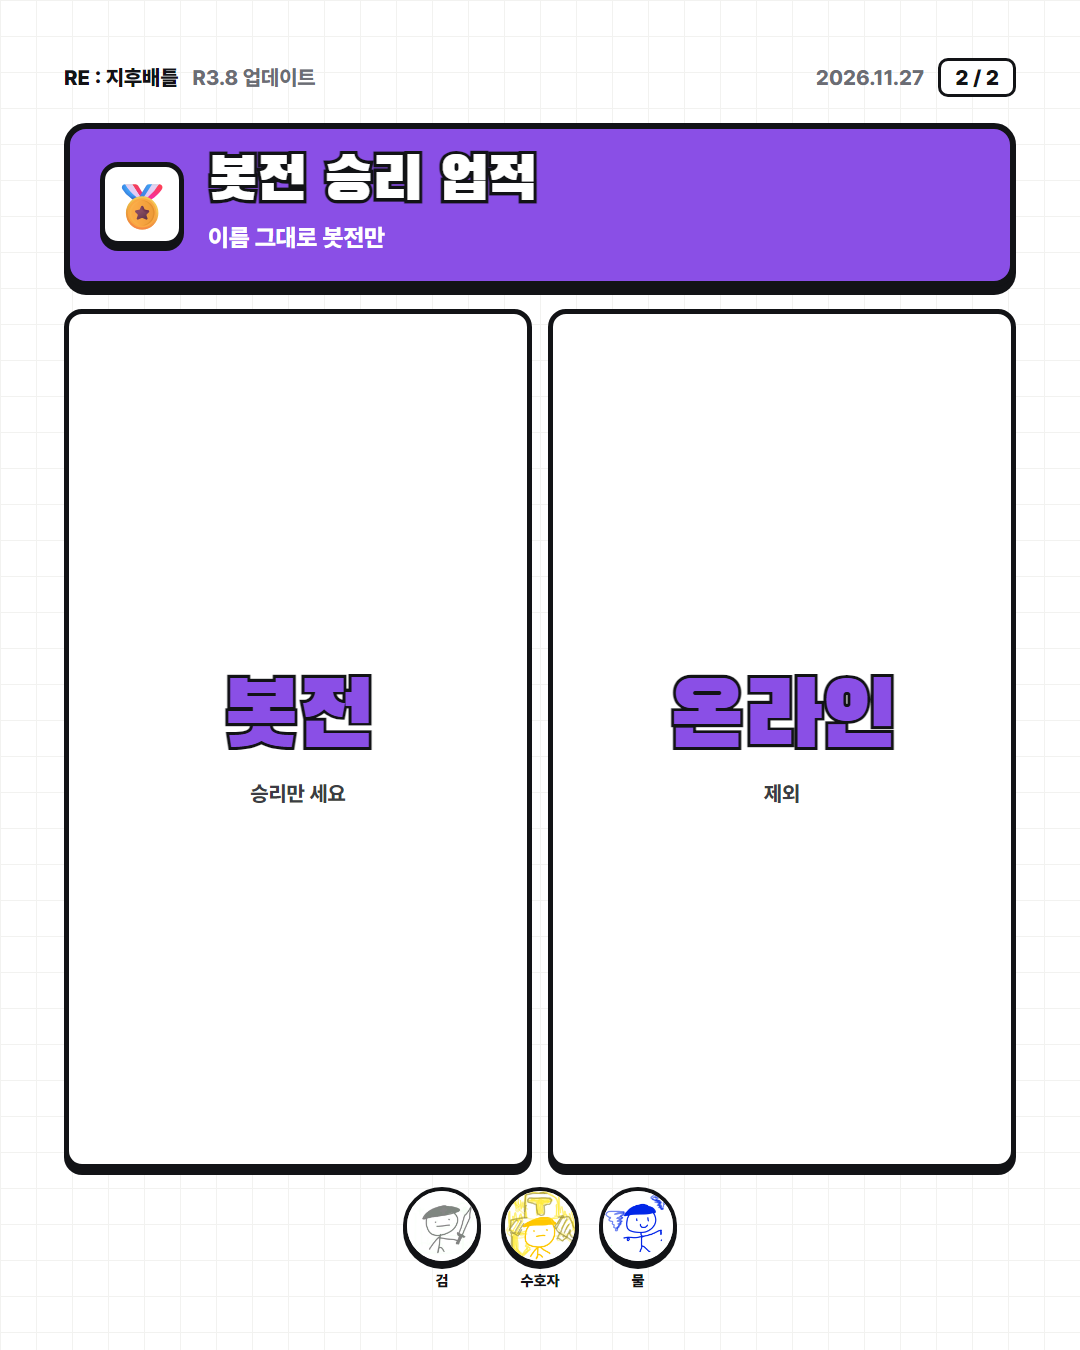 RE : 지후배틀 R3.8 업데이트
2026.11.27 2 / 2
봇전 승리 업적
이름 그대로 봇전만
봇전
승리만 세요
온라인
제외
T
검
수호자
물